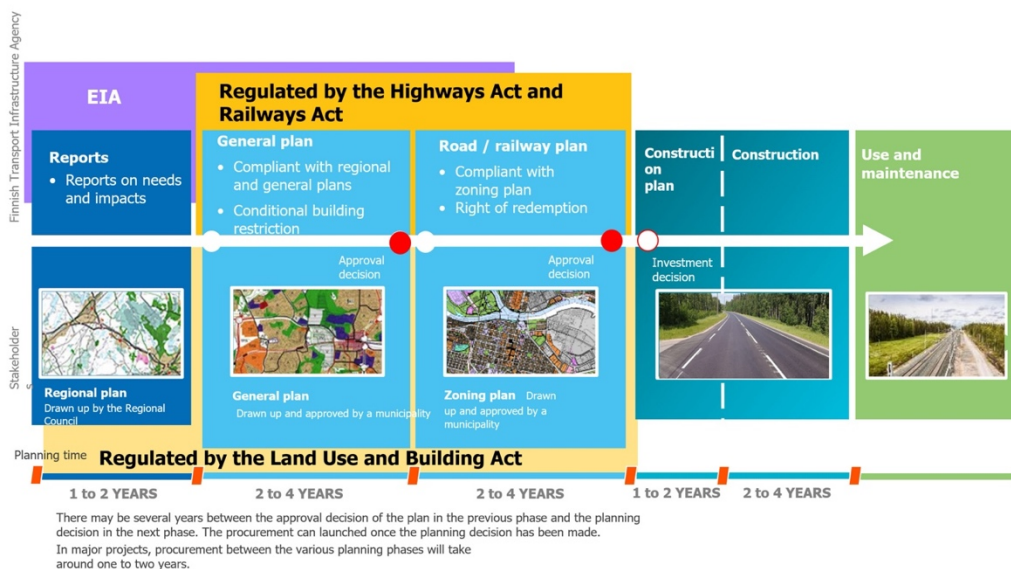 Finnish Transport Infrastructure Agency
EIA
Regulated by the Highways Act and
Railways Act
Reports
• Reports on needs
and impacts
General plan
• Compliant with regional
and general plans
• Conditional building
restriction
Road / railway plan
• Compliant with
zoning plan
• Right of redemption
Constructi
on
plan
Construction
Use and
maintenance
Approval
decision
Approval
decision
Investment
decision
Stakeholder
s
Regional plan
Drawn up by the Regional
Council
General plan
Drawn up and approved by a municipality
Zoning plan Drawn
up and approved by a
municipality
Planning time
Regulated by the Land Use and Building Act
1 to 2 YEARS
2 to 4 YEARS
2 to 4 YEARS
1 to 2 YEARS
2 to 4 YEARS
There may be several years between the approval decision of the plan in the previous phase and the planning
decision in the next phase. The procurement can launched once the planning decision has been made.
In major projects, procurement between the various planning phases will take
around one to two years.